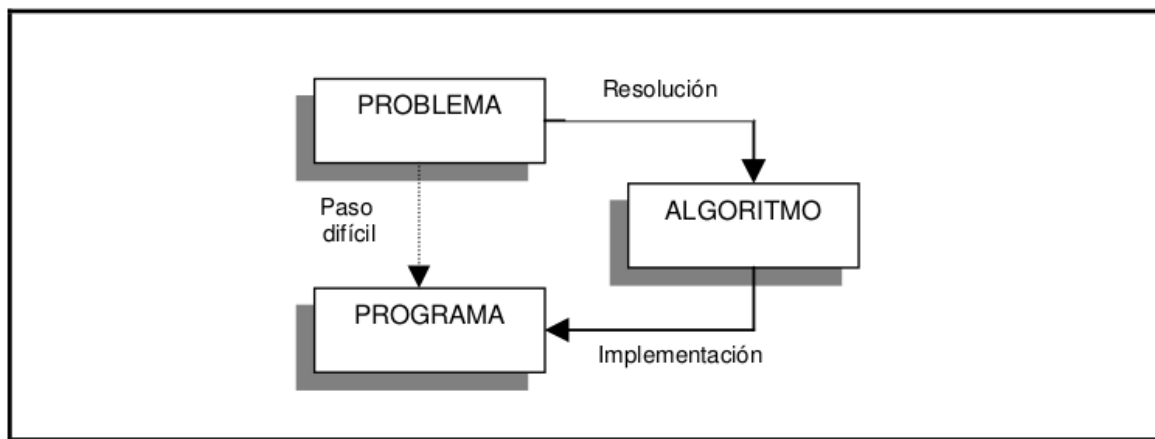 PROBLEMA
Resolución
ALGORITMO
Paso
difícil
PROGRAMA
Implementación